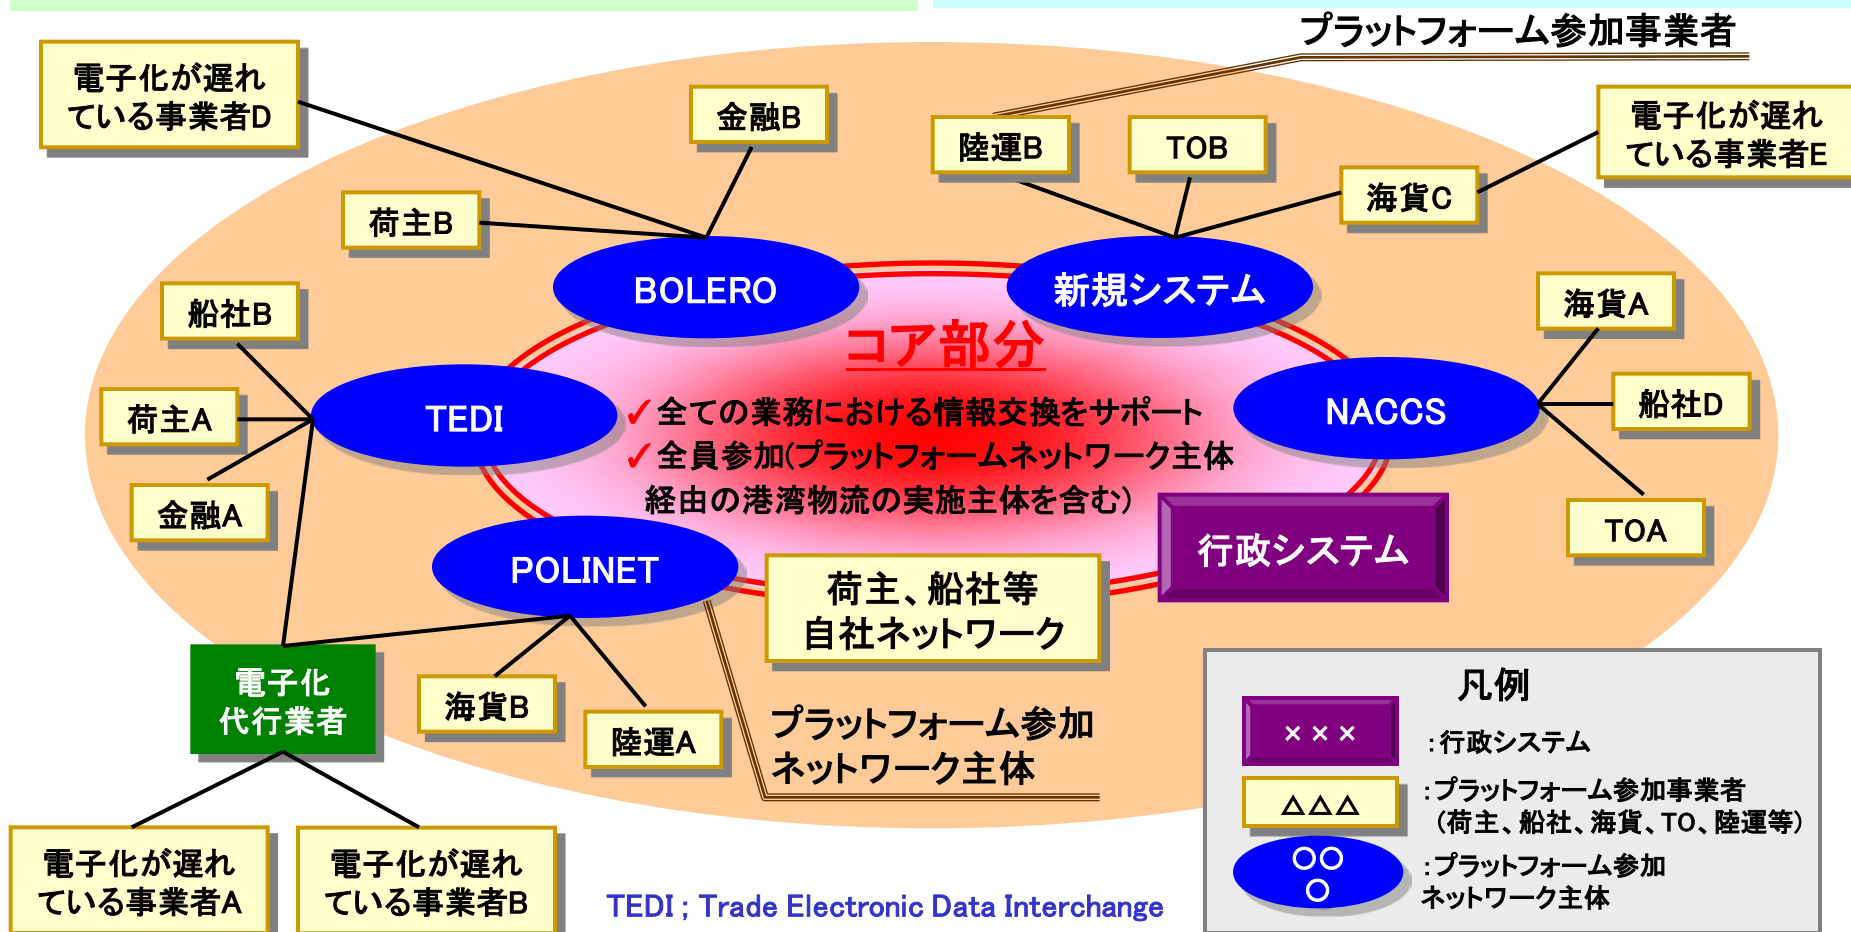 プラットフォーム参加事業者
電子化が遅れ
ている事業者D
金融B
陸運B
TOB
電子化が遅れ
ている事業者E
荷主B
海貨C
BOLERO
新規システム
船社B
海貨A
コア部分
荷主A
TEDI
✓全ての業務における情報交換をサポート
✓全員参加(プラットフォームネットワーク主体
経由の港湾物流の実施主体を含む)
NACCS
船社D
金融A
TOA
POLINET
行政システム
荷主、船社等
自社ネットワーク
電子化
代行業者
海貨B
陸運A
プラットフォーム参加
ネットワーク主体
電子化が遅れ
ている事業者A
電子化が遅れ
ている事業者B
TEDI ; Trade Electronic Data Interchange
凡例
×××
:行政システム
△△△
:プラットフォーム参加事業者
(荷主、船社、海貨、TO、陸運等)
○○
○
:プラットフォーム参加
ネットワーク主体